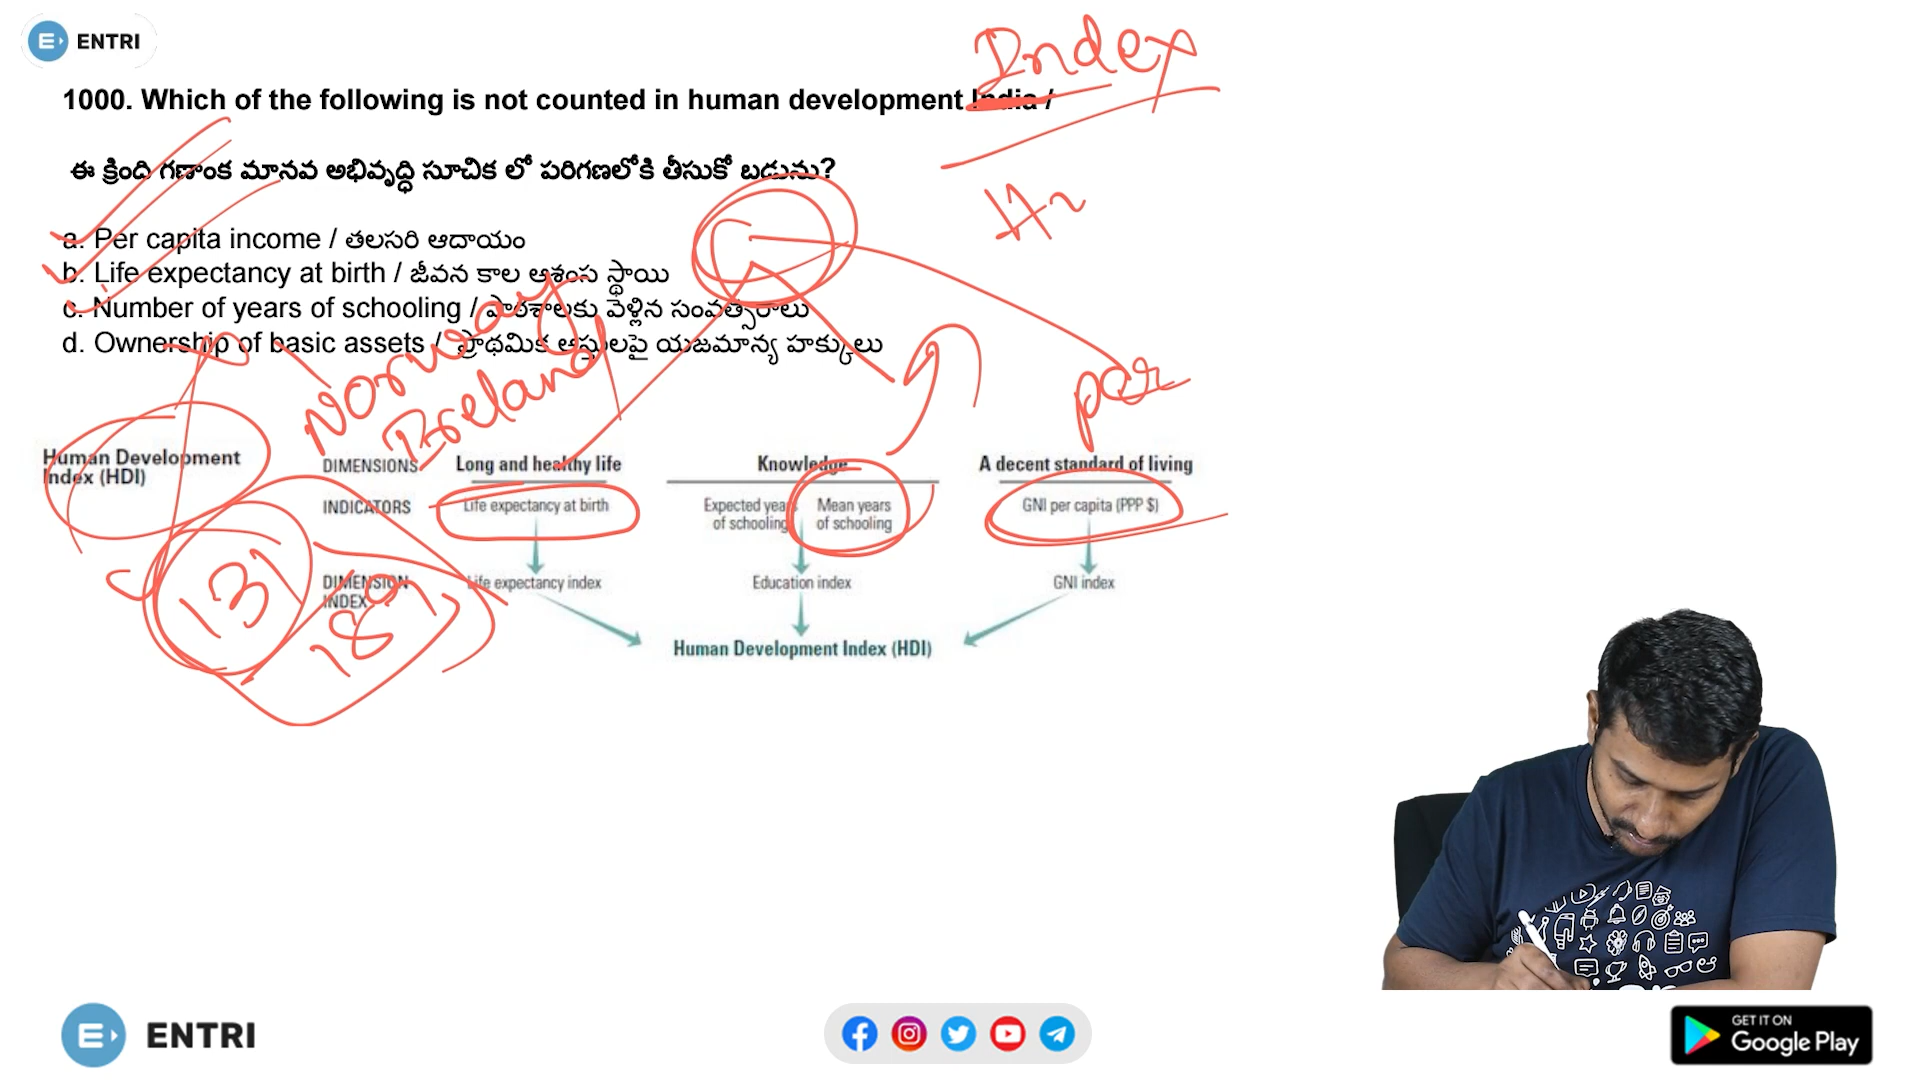 ENTRI
Index
1000. Which of the following is not counted in human development India /
ఈ క్రింది గణాంక మానవ అభివృద్ధి సూచిక లో పరిగణలోకి తీసుకో బడును?
a. Per capita income / తలసరి ఆదాయం
b. Life expectancy at birth / జీవన కాల ఆశంస స్థాయి
c. Number of years of schooling / పాఠశాలకు వెళ్లిన సంవత్సరాలు
d. Ownership of basic assets / ప్రాథమిక ఆస్తులపై యజమాన్య హక్కులు
Norway
Ireland
Human Development Index (HDI)
DIMENSIONS Long and healthy life Knowledge A decent standard of living
INDICATORS Life expectancy at birth Expected years of schooling Mean years of schooling GNI per capita (PPP $)
DIMENSION INDEX Life expectancy index Education index GNI index
Human Development Index (HDI)
131
189
ENTRI
GET IT ON
Google Play